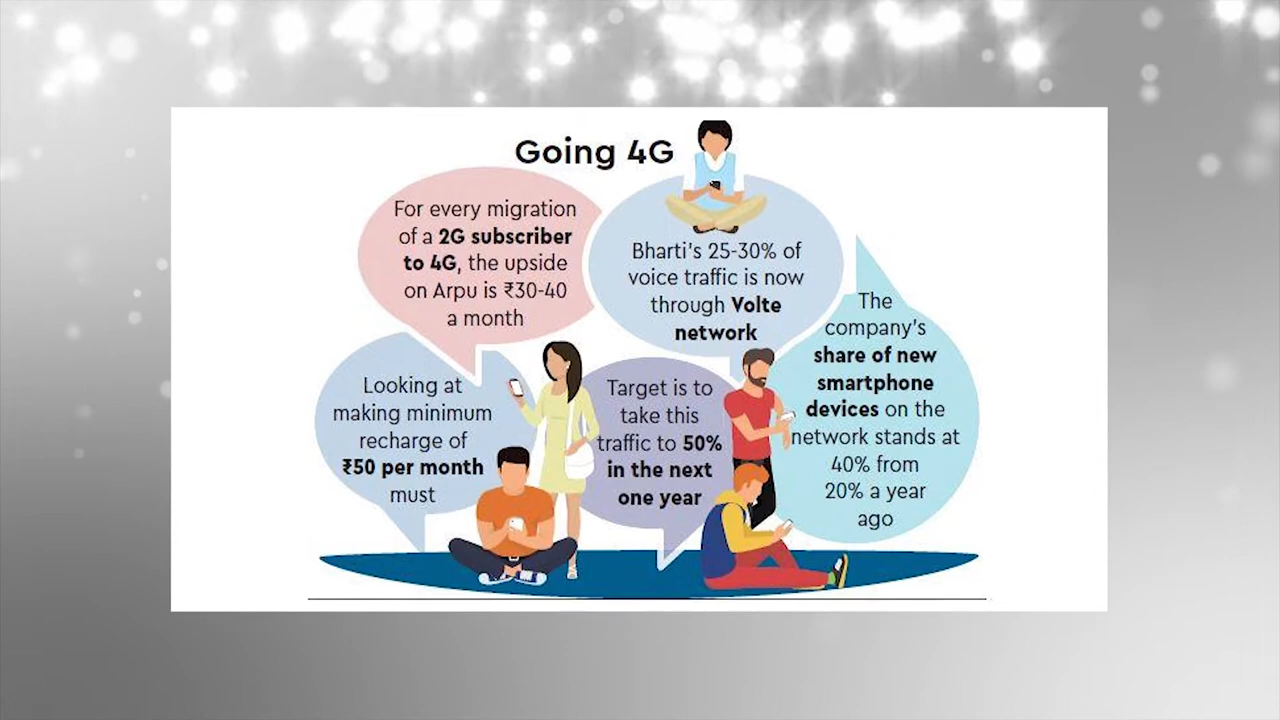 Going 4G
For every migration
of a 2G subscriber
to 4G, the upside
on Arpu is ₹30-40
a month
Bharti's 25-30% of
voice traffic is now
through Volte
network
Looking at
making minimum
recharge of
₹50 per month
must
Target is to
take this
traffic to 50%
in the next
one year
The
company's
share of new
smartphone
devices on the
network stands at
40% from
20% a year
ago